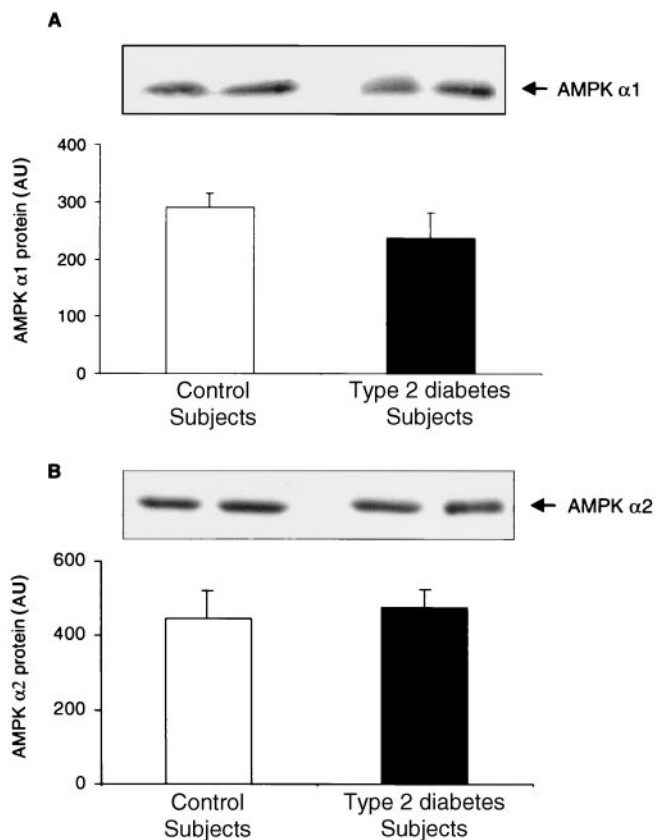 A
AMPK α1
AMPK α1 protein (AU)
400
300
200
100
0
Control Subjects
Type 2 diabetes Subjects
B
AMPK α2
AMPK α2 protein (AU)
600
400
200
0
Control Subjects
Type 2 diabetes Subjects